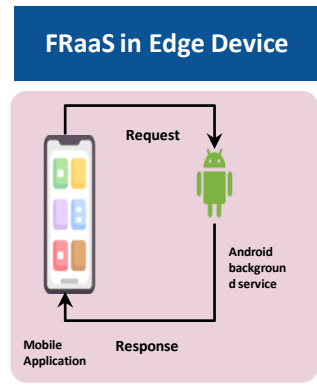 FRaaS in Edge Device
Request
Android
backgroun
d service
Mobile
Application
Response